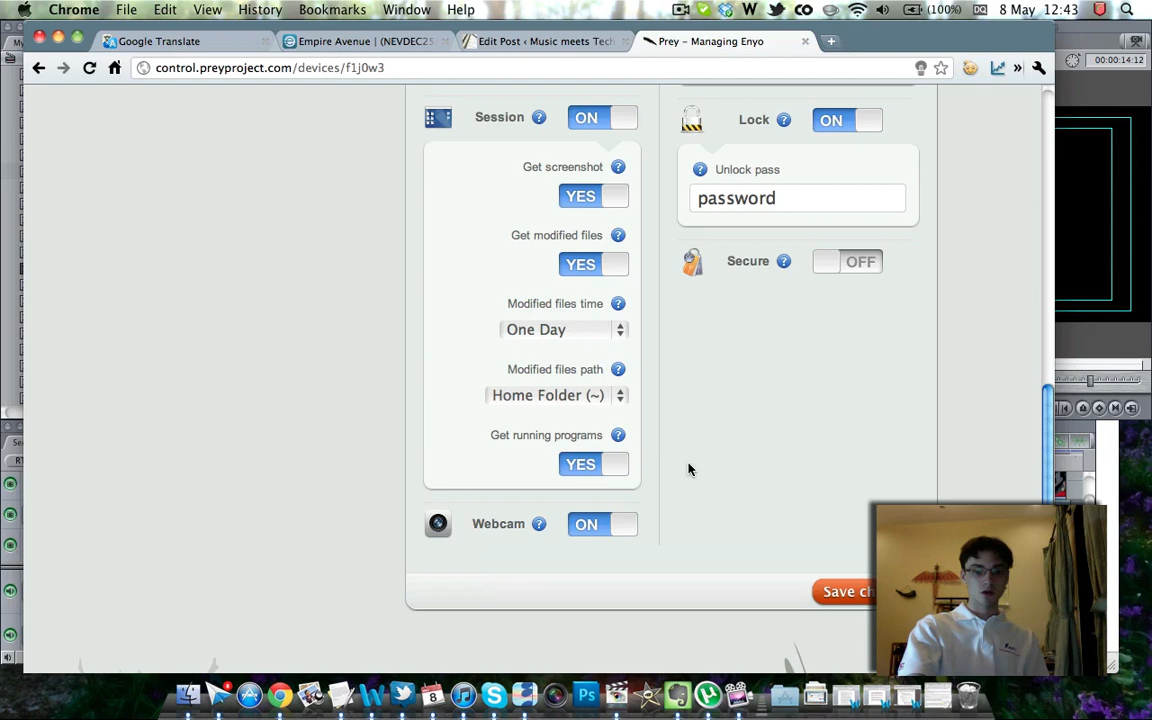 Chrome File Edit View History Bookmarks Window Help (100%) 8 May 12:43
Google Translate Empire Avenue | (NEVDEC25 Edit Post ‹ Music meets Tech Prey – Managing Enyo
control.preyproject.com/devices/f1j0w3
00:00:14:12
Session ON
Lock ON
Get screenshot
YES
Unlock pass
password
Get modified files
YES
Secure OFF
Modified files time
One Day
Modified files path
Home Folder (~)
Get running programs
YES
Webcam ON
Save ch